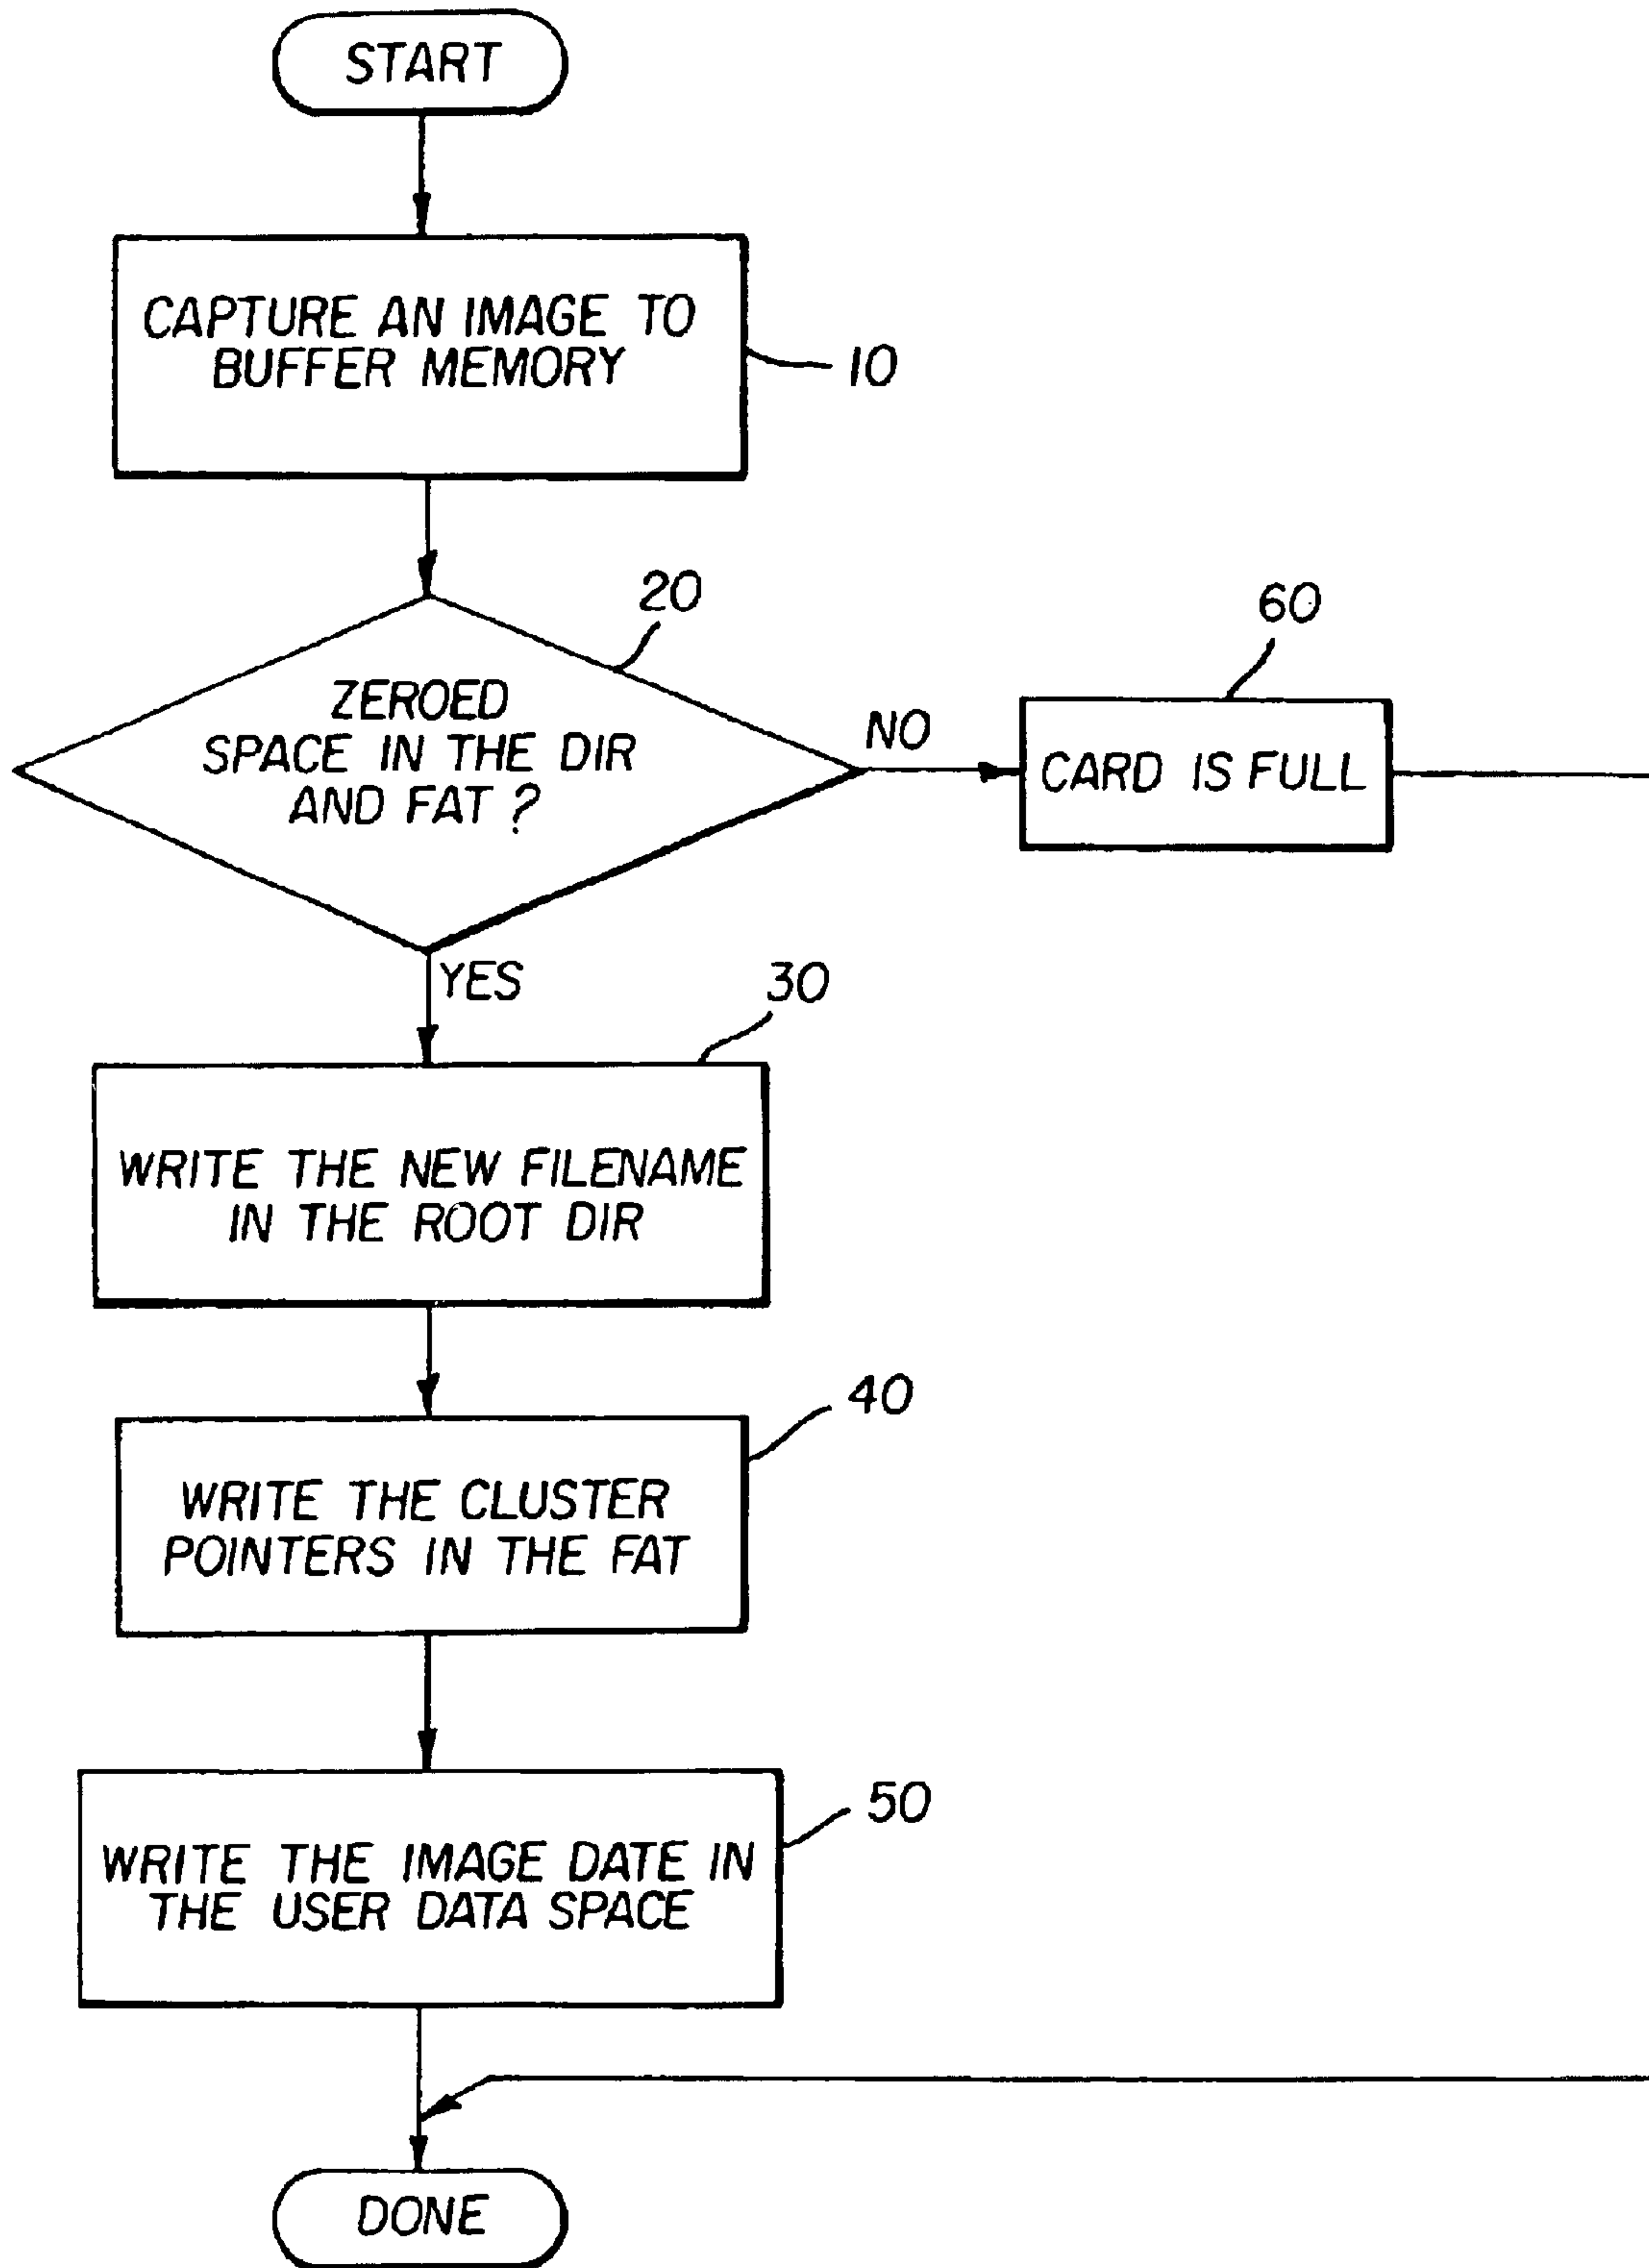 START
CAPTURE AN IMAGE TO
BUFFER MEMORY
10
20
ZEROED
SPACE IN THE DIR
AND FAT ?
NO
60
CARD IS FULL
YES
30
WRITE THE NEW FILENAME
IN THE ROOT DIR
40
WRITE THE CLUSTER
POINTERS IN THE FAT
50
WRITE THE IMAGE DATE IN
THE USER DATA SPACE
DONE